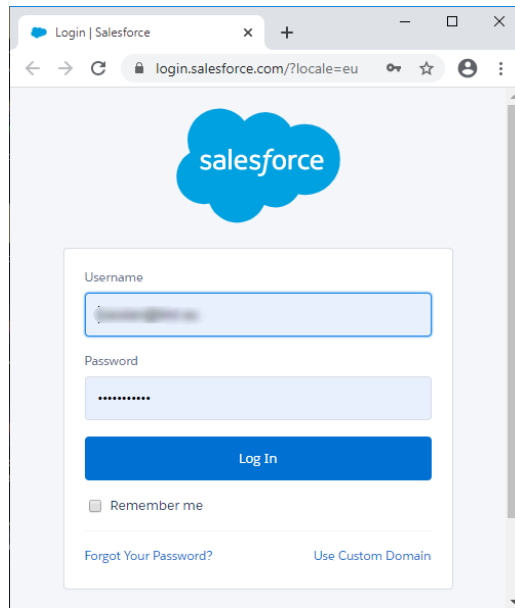 Login | Salesforce
login.salesforce.com/?locale=eu
salesforce
Username
Password
•••••••••••
Log In
Remember me
Forgot Your Password? Use Custom Domain